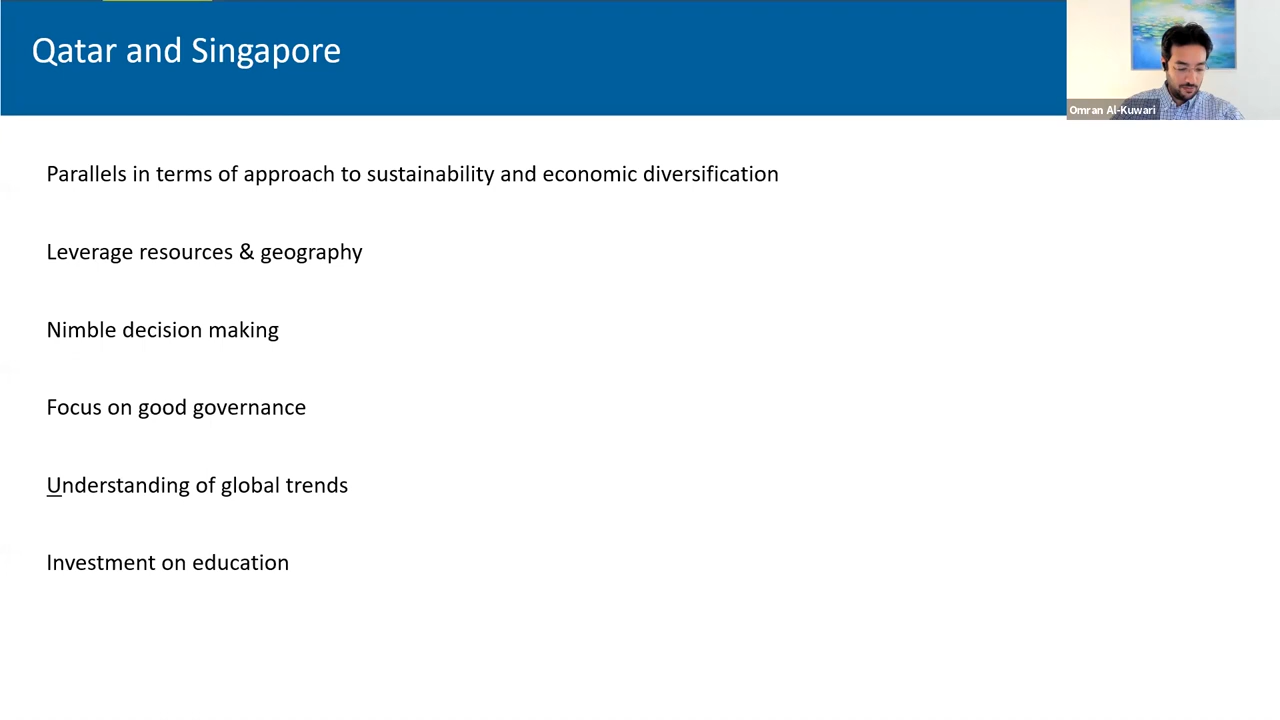 Qatar and Singapore
Omran Al-Kuwari
Parallels in terms of approach to sustainability and economic diversification
Leverage resources & geography
Nimble decision making
Focus on good governance
Understanding of global trends
Investment on education